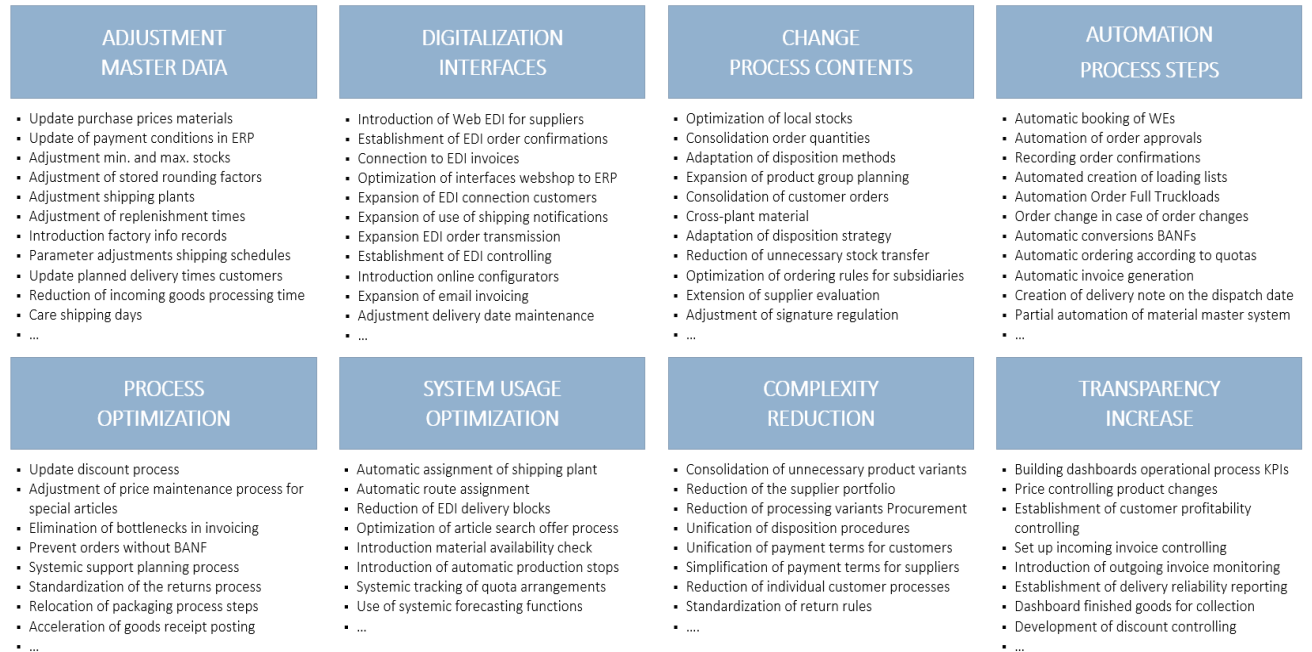 ADJUSTMENT
MASTER DATA
▪ Update purchase prices materials
▪ Update of payment conditions in ERP
▪ Adjustment min. and max. stocks
▪ Adjustment of stored rounding factors
▪ Adjustment shipping plants
▪ Adjustment of replenishment times
▪ Introduction factory info records
▪ Parameter adjustments shipping schedules
▪ Update planned delivery times customers
▪ Reduction of incoming goods processing time
▪ Care shipping days
▪ ...
DIGITALIZATION
INTERFACES
▪ Introduction of Web EDI for suppliers
▪ Establishment of EDI order confirmations
▪ Connection to EDI invoices
▪ Optimization of interfaces webshop to ERP
▪ Expansion of EDI connection customers
▪ Expansion of use of shipping notifications
▪ Expansion EDI order transmission
▪ Establishment of EDI controlling
▪ Introduction online configurators
▪ Expansion of email invoicing
▪ Adjustment delivery date maintenance
▪ ...
CHANGE
PROCESS CONTENTS
▪ Optimization of local stocks
▪ Consolidation order quantities
▪ Adaptation of disposition methods
▪ Expansion of product group planning
▪ Consolidation of customer orders
▪ Cross-plant material
▪ Adaptation of disposition strategy
▪ Reduction of unnecessary stock transfer
▪ Optimization of ordering rules for subsidiaries
▪ Extension of supplier evaluation
▪ Adjustment of signature regulation
▪ ...
AUTOMATION
PROCESS STEPS
▪ Automatic booking of WEs
▪ Automation of order approvals
▪ Recording order confirmations
▪ Automated creation of loading lists
▪ Automation Order Full Truckloads
▪ Order change in case of order changes
▪ Automatic conversions BANFs
▪ Automatic ordering according to quotas
▪ Automatic invoice generation
▪ Creation of delivery note on the dispatch date
▪ Partial automation of material master system
▪ ...
PROCESS
OPTIMIZATION
▪ Update discount process
▪ Adjustment of price maintenance process for
special articles
▪ Elimination of bottlenecks in invoicing
▪ Prevent orders without BANF
▪ Systemic support planning process
▪ Standardization of the returns process
▪ Relocation of packaging process steps
▪ Acceleration of goods receipt posting
▪ ...
SYSTEM USAGE
OPTIMIZATION
▪ Automatic assignment of shipping plant
▪ Automatic route assignment
▪ Reduction of EDI delivery blocks
▪ Optimization of article search offer process
▪ Introduction material availability check
▪ Introduction of automatic production stops
▪ Systemic tracking of quota arrangements
▪ Use of systemic forecasting functions
▪ ...
COMPLEXITY
REDUCTION
▪ Consolidation of unnecessary product variants
▪ Reduction of the supplier portfolio
▪ Reduction of processing variants Procurement
▪ Unification of disposition procedures
▪ Unification of payment terms for customers
▪ Simplification of payment terms for suppliers
▪ Reduction of individual customer processes
▪ Standardization of return rules
▪ ....
TRANSPARENCY
INCREASE
▪ Building dashboards operational process KPIs
▪ Price controlling product changes
▪ Establishment of customer profitability
controlling
▪ Set up incoming invoice controlling
▪ Introduction of outgoing invoice monitoring
▪ Establishment of delivery reliability reporting
▪ Dashboard finished goods for collection
▪ Development of discount controlling
▪ ...